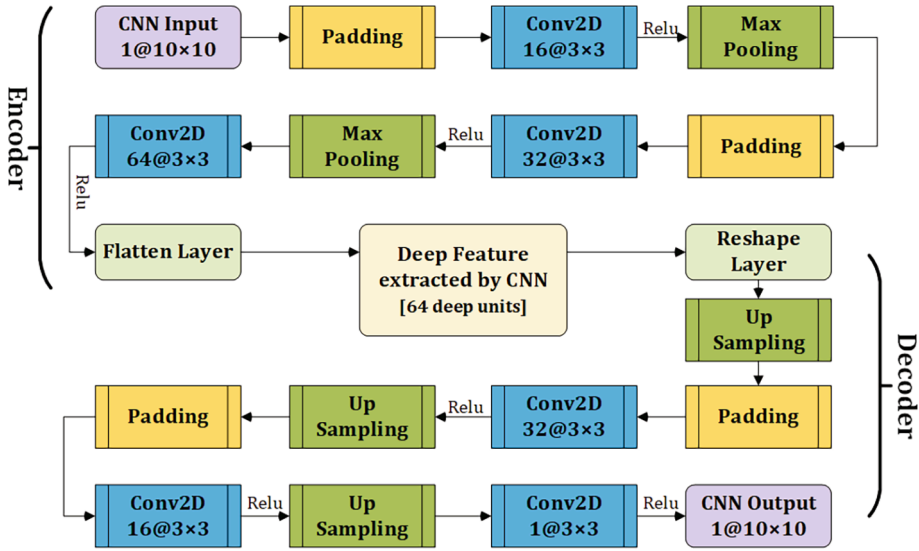 CNN Input
1@10×10
Padding
Conv2D
16@3×3
Relu
Max
Pooling
Encoder
Conv2D
64@3×3
Max
Pooling
Relu
Conv2D
32@3×3
Padding
Relu
Flatten Layer
Deep Feature
extracted by CNN
[64 deep units]
Reshape
Layer
Up
Sampling
Decoder
Padding
Up
Sampling
Relu
Conv2D
32@3×3
Padding
Conv2D
16@3×3
Relu
Up
Sampling
Conv2D
1@3×3
Relu
CNN Output
1@10×10